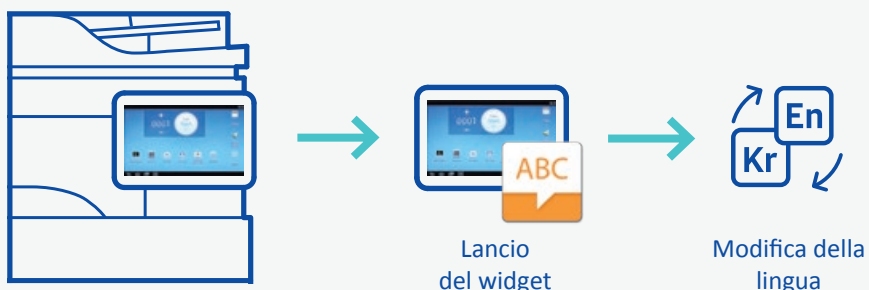 ABC
En
Kr
Lancio
del widget
Modifica della
lingua